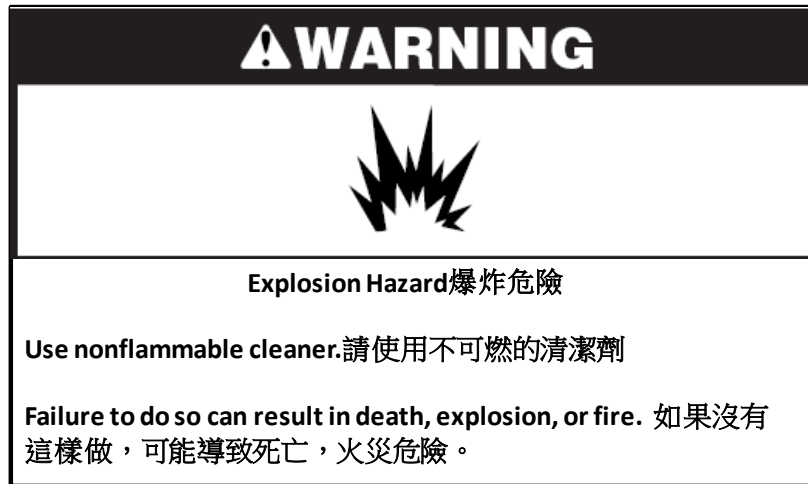 WARNING
Explosion Hazard爆炸危險
Use nonflammable cleaner.請使用不可燃的清潔劑
Failure to do so can result in death, explosion, or fire. 如果沒有
這樣做，可能導致死亡，火災危險。